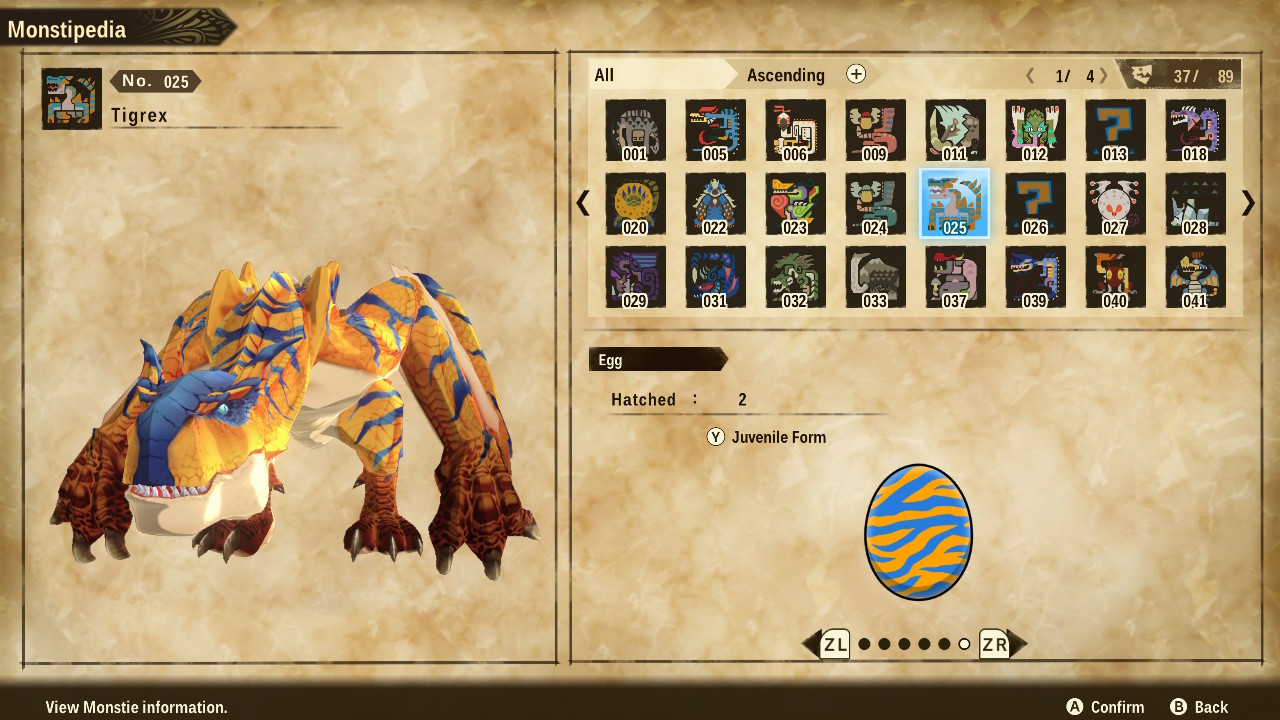 Monstipedia
No. 025
Tigrex
All
Ascending +
1/ 4
37/ 89
001 005 006 009 011 012 013 018
020 022 023 024 025 026 027 028
029 031 032 033 037 039 040 041
Egg
Hatched : 2
Y Juvenile Form
ZL ZR
View Monstie information.
A Confirm B Back